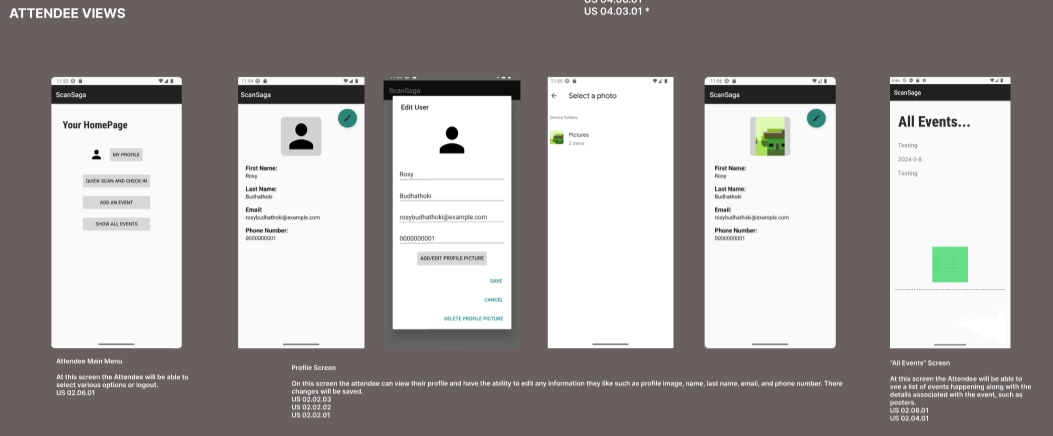 ATTENDEE VIEWS
US 04.03.01 *
11:53
ScanSaga
Your HomePage
MY PROFILE
QUICK SCAN AND CHECK-IN
ADD AN EVENT
SHOW ALL EVENTS
11:54
ScanSaga
First Name:
Rosy
Last Name:
Budhathoki
Email:
rosybudhathoki@example.com
Phone Number:
0000000001
ScanSaga
Edit User
Rosy
Budhathoki
rosybudhathoki@example.com
0000000001
ADD/EDIT PROFILE PICTURE
SAVE
CANCEL
DELETE PROFILE PICTURE
11:55
Select a photo
Device folders
Pictures
2 items
11:56
ScanSaga
First Name:
Rosy
Last Name:
Budhathoki
Email:
rosybudhathoki@example.com
Phone Number:
0000000001
ScanSaga
All Events...
Testing
2024-3-8
Testing
Attendee Main Menu
At this screen the Attendee will be able to
select various options or logout.
US 02.06.01
Profile Screen
On this screen the attendee can view their profile and have the ability to edit any information they like such as profile image, name, last name, email, and phone number. There
changes will be saved.
US 02.02.03
US 02.02.02
US 02.02.01
"All Events" Screen
At this screen the Attendee will be able to
see a list of events happening along with the
details associated with the event, such as
posters.
US 02.08.01
US 02.04.01